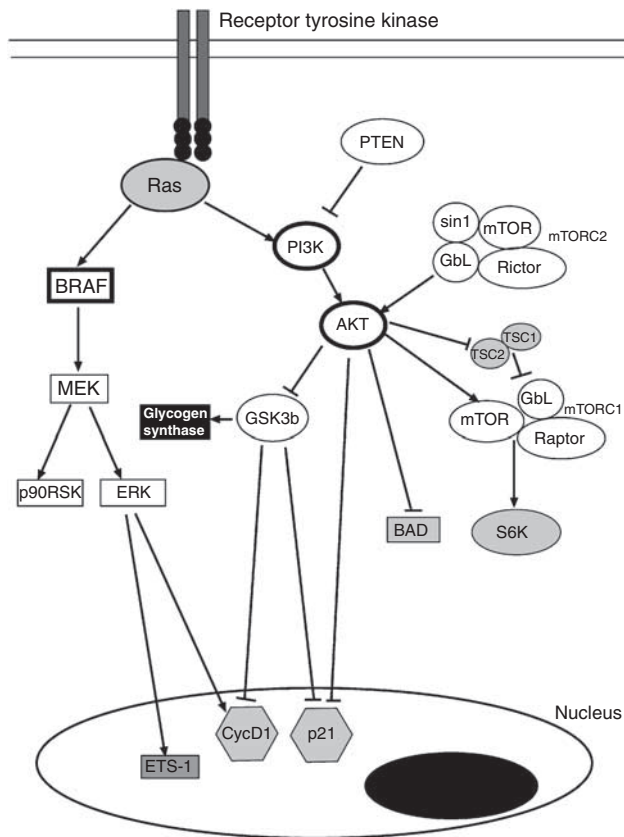 Receptor tyrosine kinase
PTEN
Ras
sin1
mTOR
mTORC2
PI3K
GbL
Rictor
BRAF
AKT
TSC1
TSC2
MEK
GbL
mTORC1
Glycogen
synthase
GSK3b
mTOR
Raptor
p90RSK
ERK
BAD
S6K
Nucleus
CycD1
p21
ETS-1